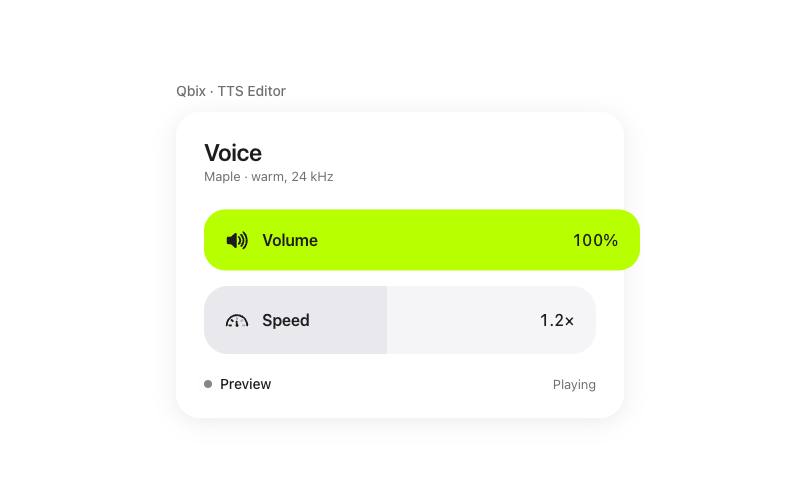 Qbix · TTS Editor
Voice
Maple · warm, 24 kHz
Volume 100%
Speed 1.2×
Preview Playing